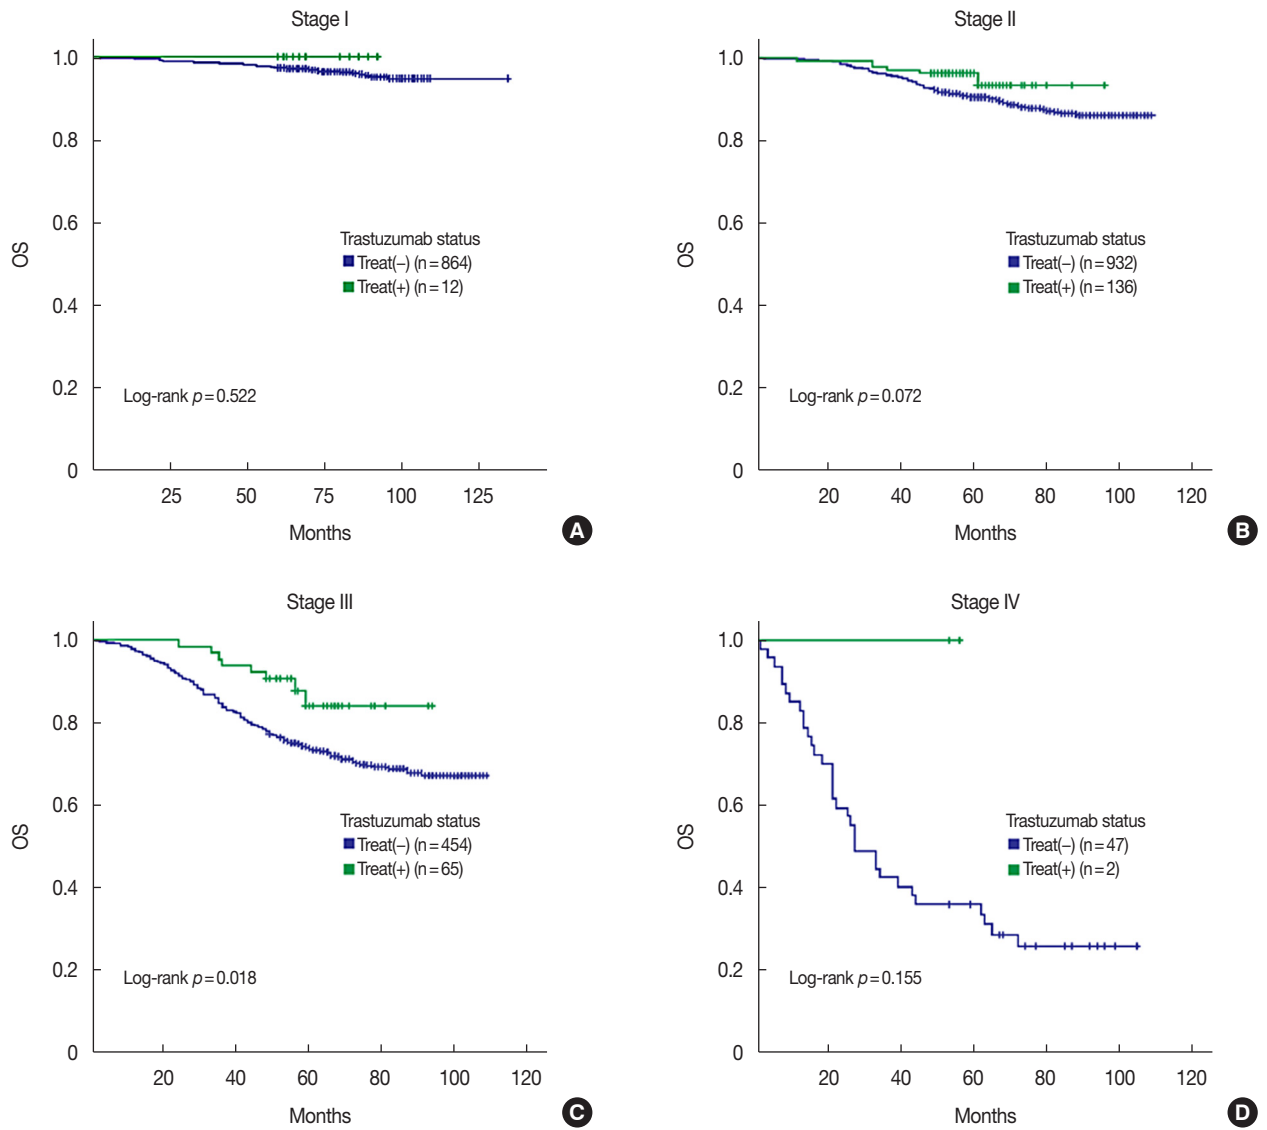 Stage I
1.0
0.8
0.6
0.4
0.2
0
OS
Trastuzumab status
Treat(–) (n=864)
Treat(+) (n=12)
Log-rank p=0.522
25 50 75 100 125
Months
A
Stage II
1.0
0.8
0.6
0.4
0.2
0
OS
Trastuzumab status
Treat(–) (n=932)
Treat(+) (n=136)
Log-rank p=0.072
20 40 60 80 100 120
Months
B
Stage III
1.0
0.8
0.6
0.4
0.2
0
OS
Trastuzumab status
Treat(–) (n=454)
Treat(+) (n=65)
Log-rank p=0.018
20 40 60 80 100 120
Months
C
Stage IV
1.0
0.8
0.6
0.4
0.2
0
OS
Trastuzumab status
Treat(–) (n=47)
Treat(+) (n=2)
Log-rank p=0.155
20 40 60 80 100 120
Months
D